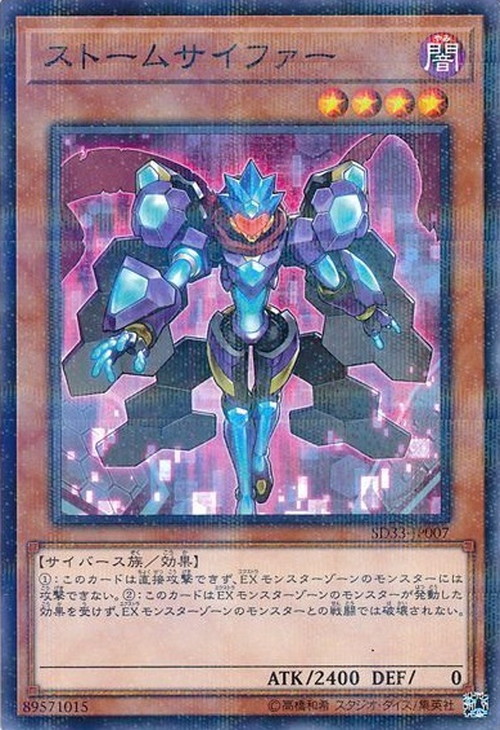 ストームサイファー
闇
SD33-JP007
【サイバース族／効果】
①：このカードは直接攻撃できず、EXモンスターゾーンのモンスターには
攻撃できない。②：このカードはEXモンスターゾーンのモンスターが発動した
効果を受けず、EXモンスターゾーンのモンスターとの戦闘では破壊されない。
ATK/2400 DEF/ 0
89571015 ©高橋和希 スタジオ・ダイス/集英社